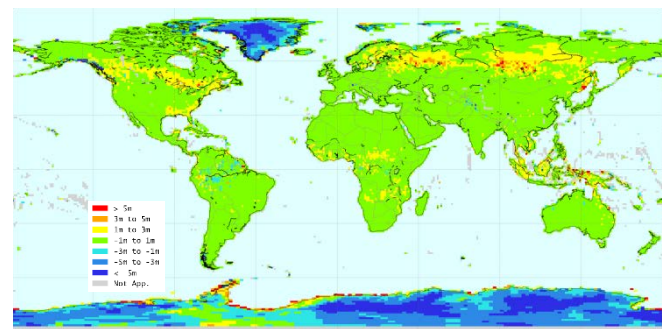 > 5m
3m to 5m
1m to 3m
-1m to 1m
-3m to -1m
-5m to -3m
< 5m
Not App.